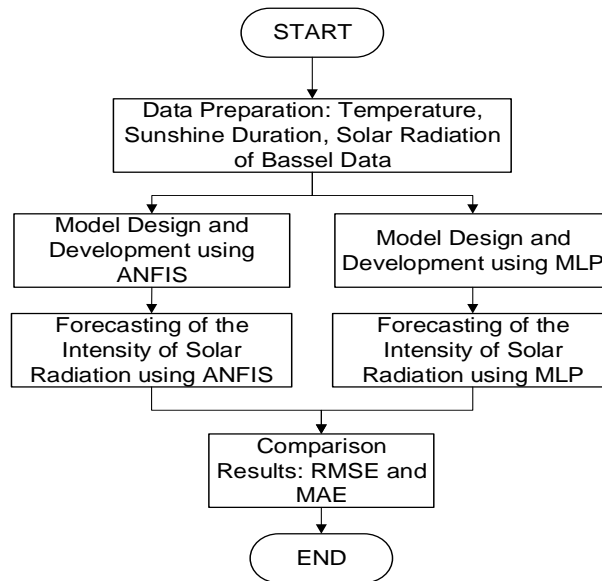 START
Data Preparation: Temperature,
Sunshine Duration, Solar Radiation
of Bassel Data
Model Design and
Development using
ANFIS
Model Design and
Development using MLP
Forecasting of the
Intensity of Solar
Radiation using ANFIS
Forecasting of the
Intensity of Solar
Radiation using MLP
Comparison
Results: RMSE and
MAE
END